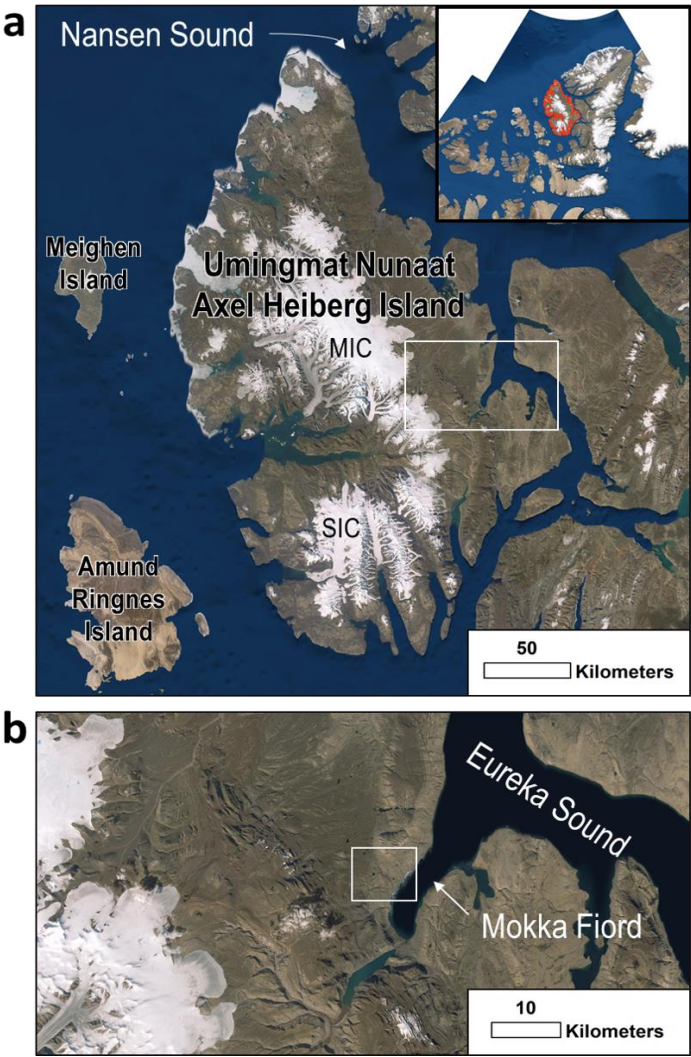 a
Nansen Sound
Meighen
Island
Umingmat Nunaat
Axel Heiberg Island
MIC
SIC
Amund
Ringnes
Island
50
Kilometers
b
Eureka Sound
Mokka Fiord
10
Kilometers